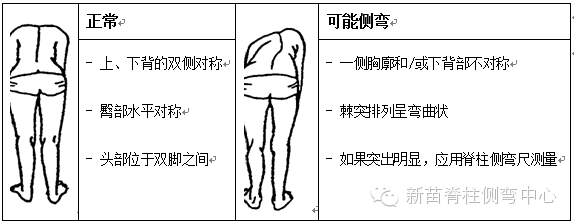 正常
- 上、下背的双侧对称
- 臀部水平对称
- 头部位于双脚之间
可能侧弯
- 一侧胸廓和/或下背部不对称
- 棘突排列呈弯曲状
- 如果突出明显，应用脊柱侧弯尺测量
新苗脊柱侧弯中心